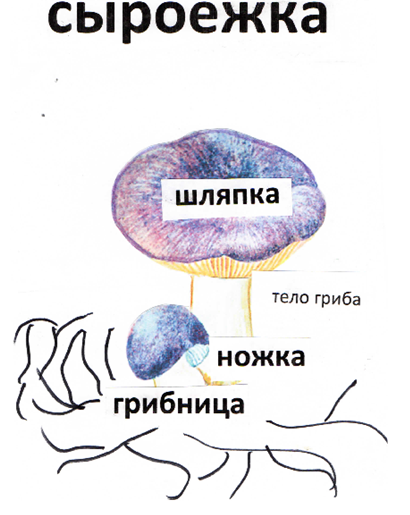 сыроежка
шляпка
тело гриба
ножка
грибница